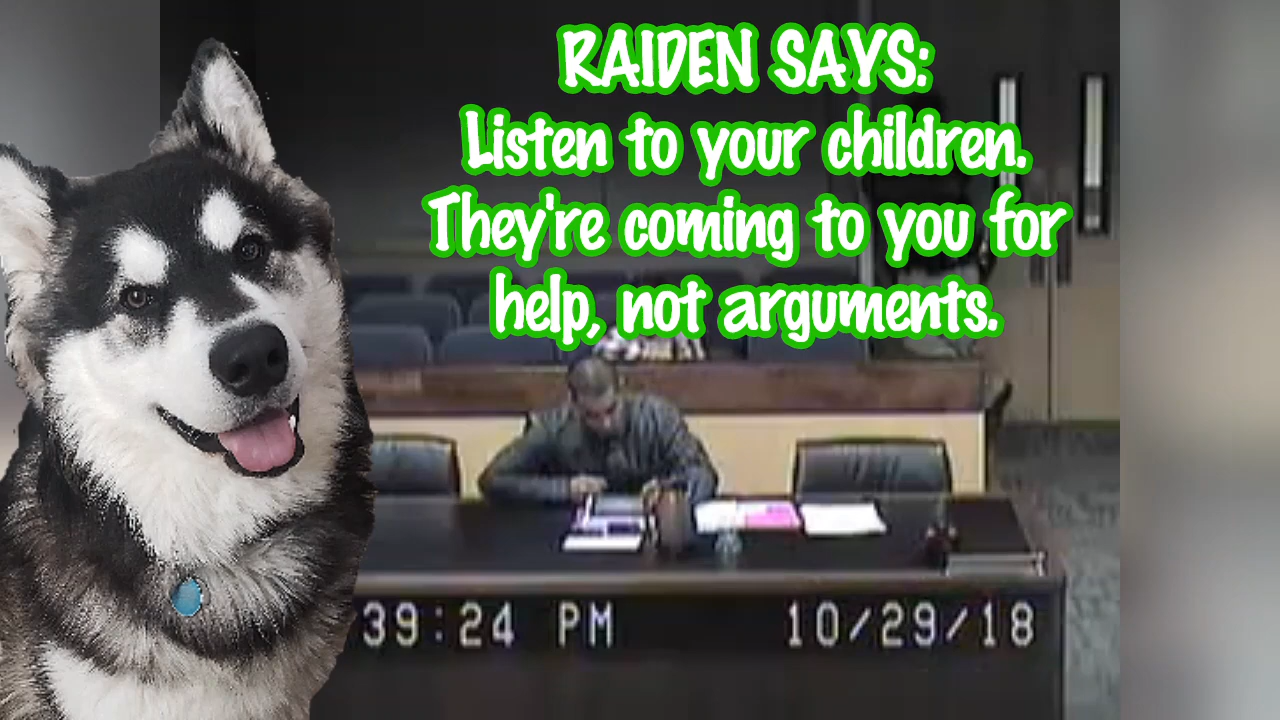 RAIDEN SAYS:
Listen to your children.
They're coming to you for
help, not arguments.
39:24 PM 10/29/18